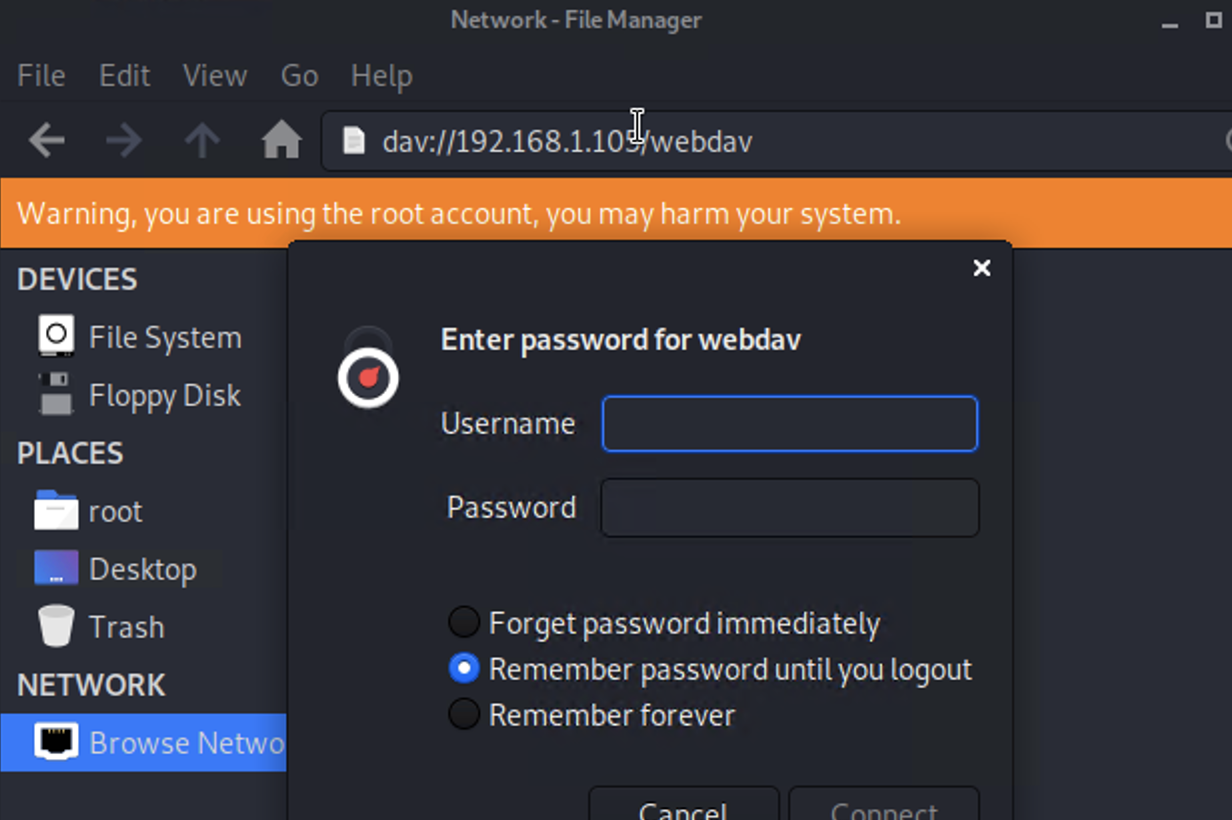 Network - File Manager
File Edit View Go Help
dav://192.168.1.105/webdav
Warning, you are using the root account, you may harm your system.
DEVICES
File System
Floppy Disk
PLACES
root
Desktop
Trash
NETWORK
Browse Netwo
Enter password for webdav
Username
Password
Forget password immediately
Remember password until you logout
Remember forever
Cancel Connect